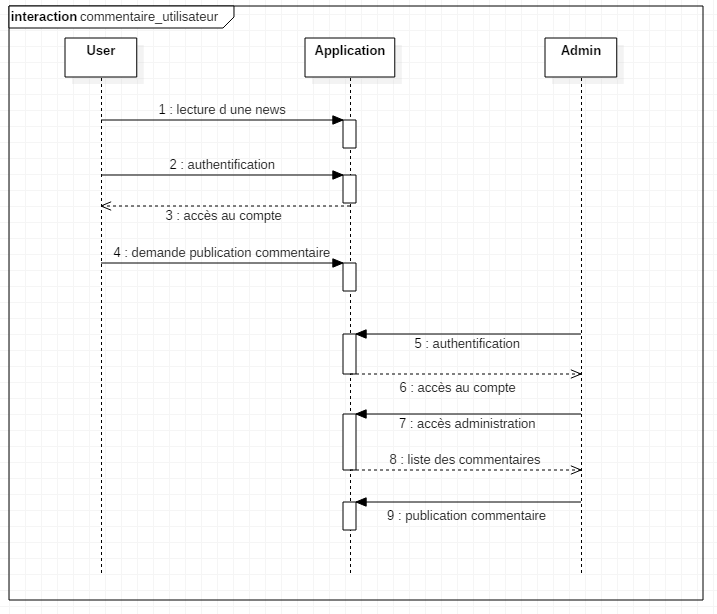 interaction commentaire_utilisateur
User
Application
Admin
1 : lecture d une news
2 : authentification
3 : accès au compte
4 : demande publication commentaire
5 : authentification
6 : accès au compte
7 : accès administration
8 : liste des commentaires
9 : publication commentaire